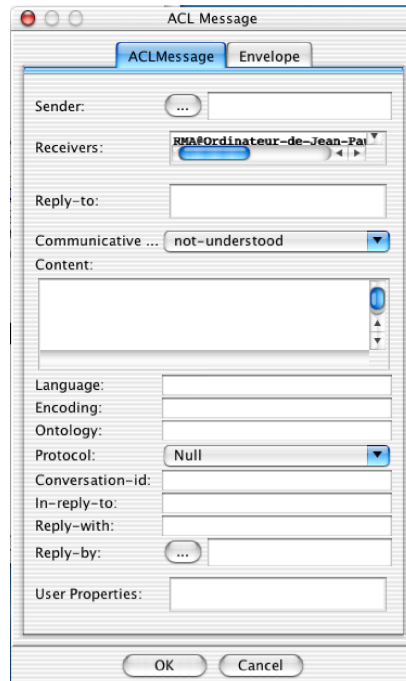 ACL Message
ACLMessage Envelope
Sender: ...
Receivers: RMA@Ordinateur-de-Jean-Pau
Reply-to:
Communicative ... not-understood
Content:
Language:
Encoding:
Ontology:
Protocol: Null
Conversation-id:
In-reply-to:
Reply-with:
Reply-by: ...
User Properties:
OK Cancel